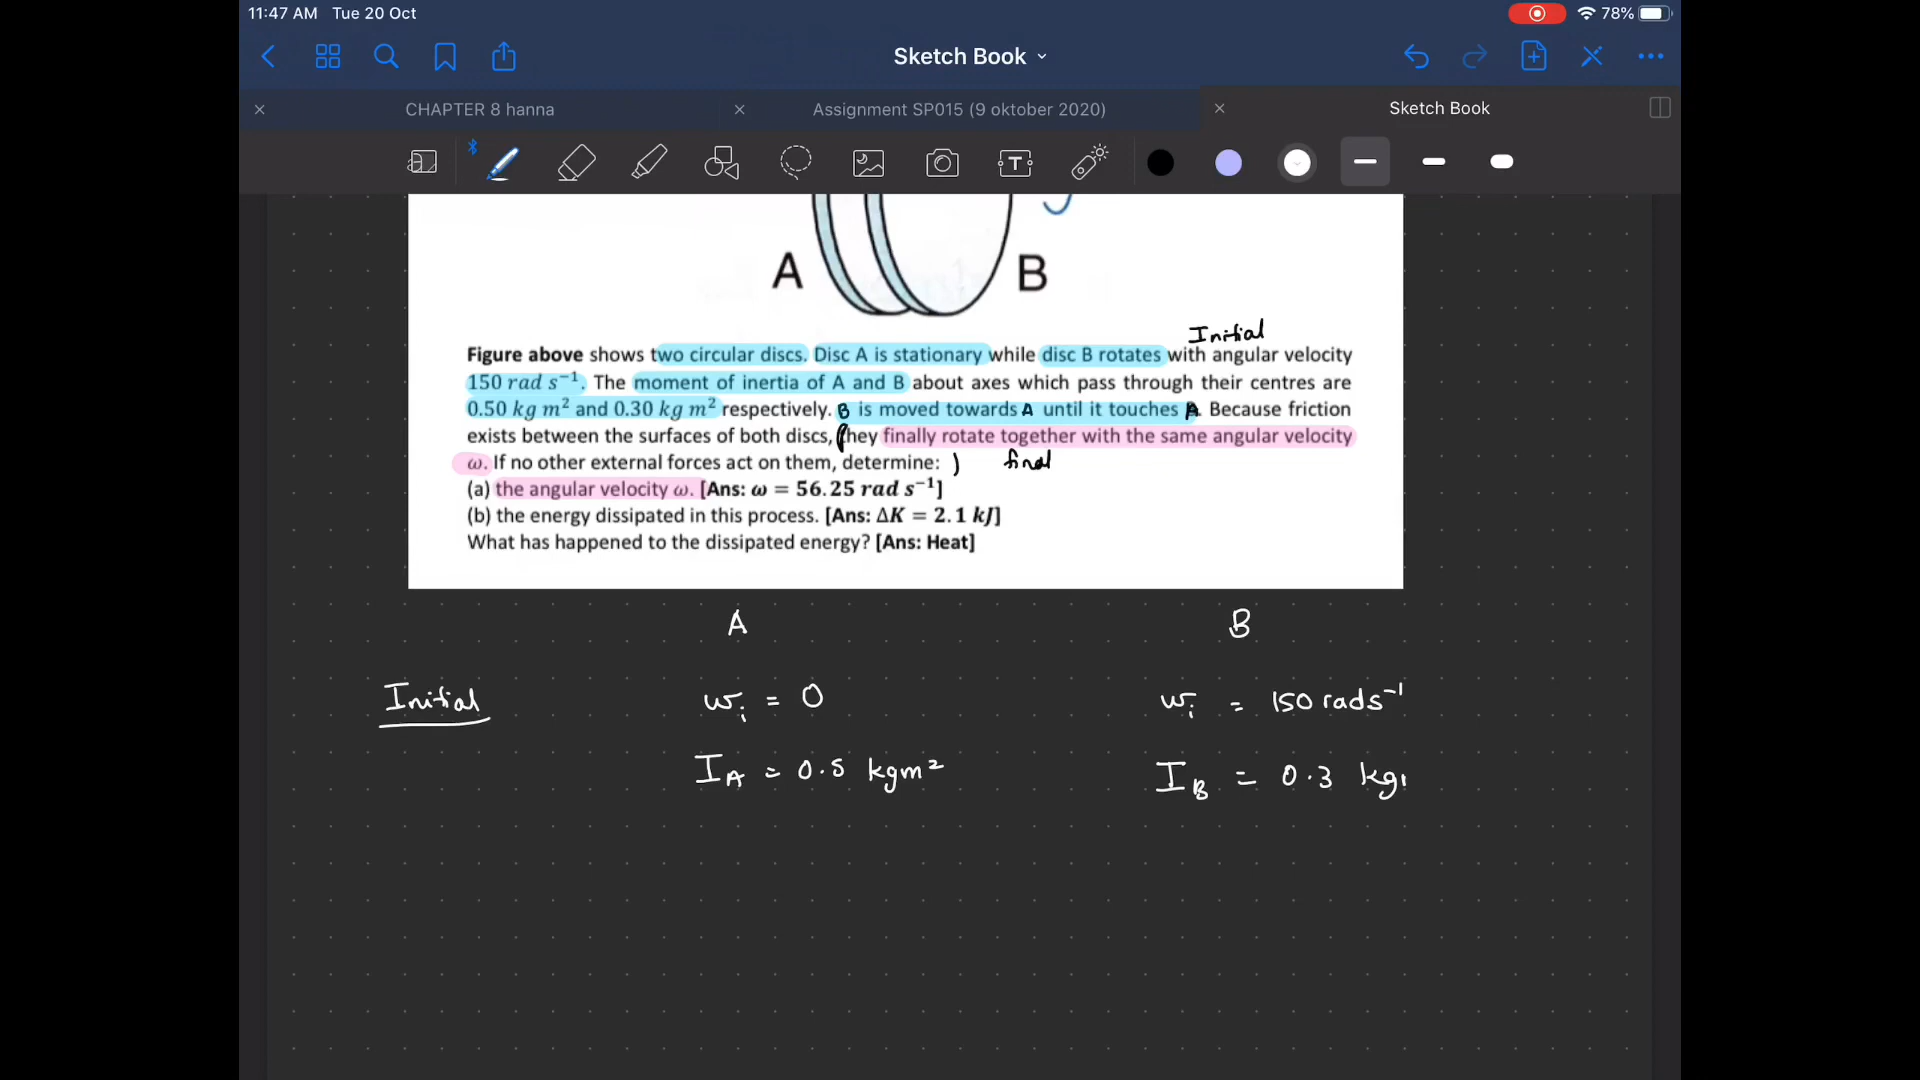 11:47 AM Tue 20 Oct
78%
Sketch Book
CHAPTER 8 hanna
Assignment SP015 (9 oktober 2020)
Sketch Book
A
B
Initial
Figure above shows two circular discs. Disc A is stationary while disc B rotates with angular velocity
150 rad s⁻¹. The moment of inertia of A and B about axes which pass through their centres are
0.50 kg m² and 0.30 kg m² respectively. B is moved towards A until it touches A. Because friction
exists between the surfaces of both discs, (they finally rotate together with the same angular velocity
ω. If no other external forces act on them, determine: )
final
(a) the angular velocity ω. [Ans: ω = 56.25 rad s⁻¹]
(b) the energy dissipated in this process. [Ans: ΔK = 2.1 kJ]
What has happened to the dissipated energy? [Ans: Heat]
A
B
Initial
ωi = 0
ωi = 150 rads⁻¹
I_A = 0.5 kgm²
I_B = 0.3 kg